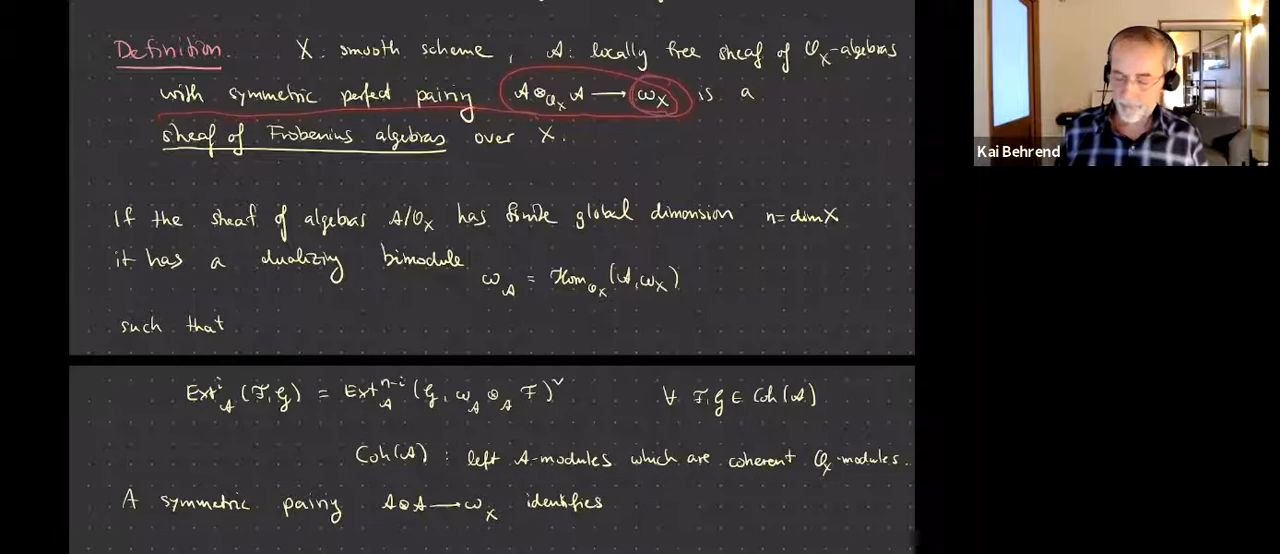 Definition. X: smooth scheme, A: locally free sheaf of O_X-algebras
with symmetric perfect pairing A ⊗_{O_X} A → ω_X is a
sheaf of Frobenius algebras over X.
Kai Behrend
If the sheaf of algebras A/O_X has finite global dimension n = dim X
it has a dualizing bimodule
ω_A = Hom_{O_X}(A, ω_X)
such that
Ext^i_A(F, G) = Ext^{n-i}_A(G, ω_A ⊗_A F)^∨ ∀ F, G ∈ Coh(A)
Coh(A): left A-modules which are coherent O_X-modules.
A symmetric pairing A⊗A → ω_X identifies